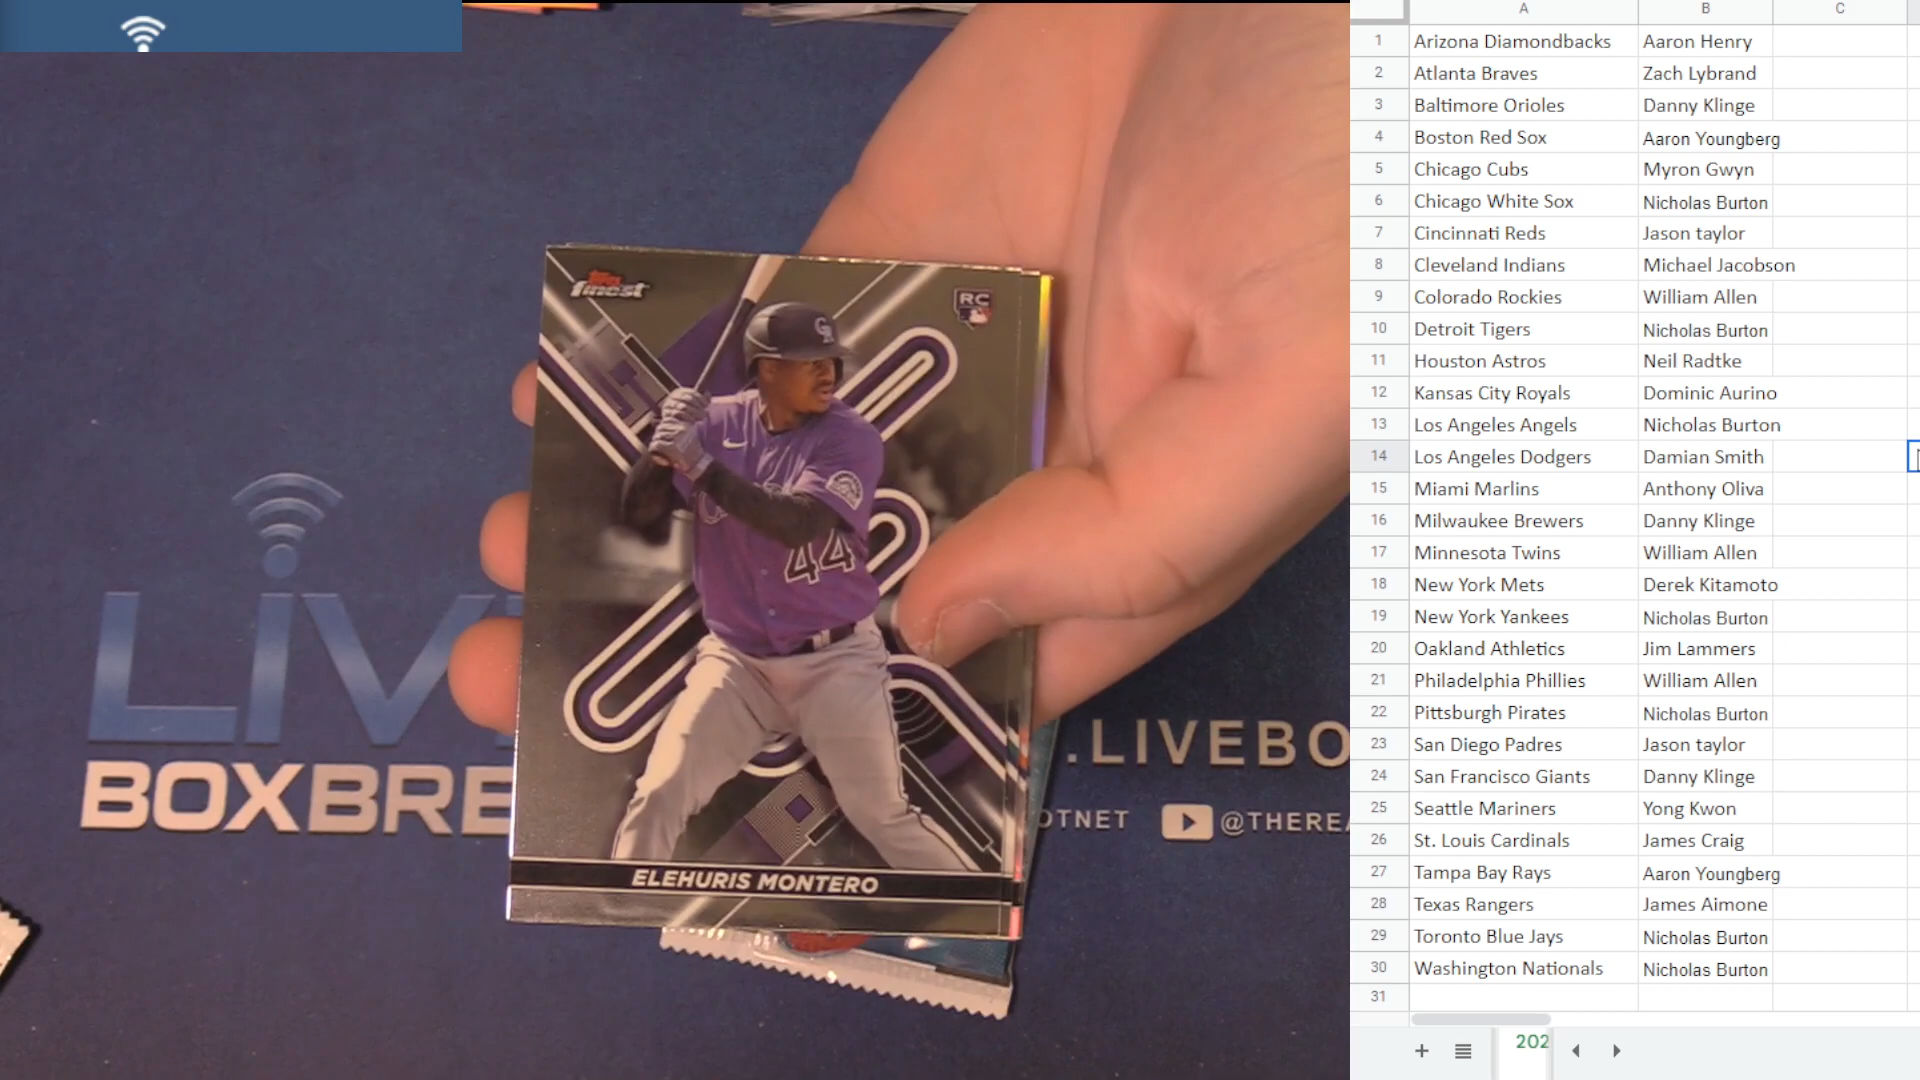 Topps
finest
RC
44
ELEHURIS MONTERO
LiV
BOXBRE
.LIVEBO
OTNET
@THEREA
A B C
1 Arizona Diamondbacks Aaron Henry
2 Atlanta Braves Zach Lybrand
3 Baltimore Orioles Danny Klinge
4 Boston Red Sox Aaron Youngberg
5 Chicago Cubs Myron Gwyn
6 Chicago White Sox Nicholas Burton
7 Cincinnati Reds Jason taylor
8 Cleveland Indians Michael Jacobson
9 Colorado Rockies William Allen
10 Detroit Tigers Nicholas Burton
11 Houston Astros Neil Radtke
12 Kansas City Royals Dominic Aurino
13 Los Angeles Angels Nicholas Burton
14 Los Angeles Dodgers Damian Smith
15 Miami Marlins Anthony Oliva
16 Milwaukee Brewers Danny Klinge
17 Minnesota Twins William Allen
18 New York Mets Derek Kitamoto
19 New York Yankees Nicholas Burton
20 Oakland Athletics Jim Lammers
21 Philadelphia Phillies William Allen
22 Pittsburgh Pirates Nicholas Burton
23 San Diego Padres Jason taylor
24 San Francisco Giants Danny Klinge
25 Seattle Mariners Yong Kwon
26 St. Louis Cardinals James Craig
27 Tampa Bay Rays Aaron Youngberg
28 Texas Rangers James Aimone
29 Toronto Blue Jays Nicholas Burton
30 Washington Nationals Nicholas Burton
31
202